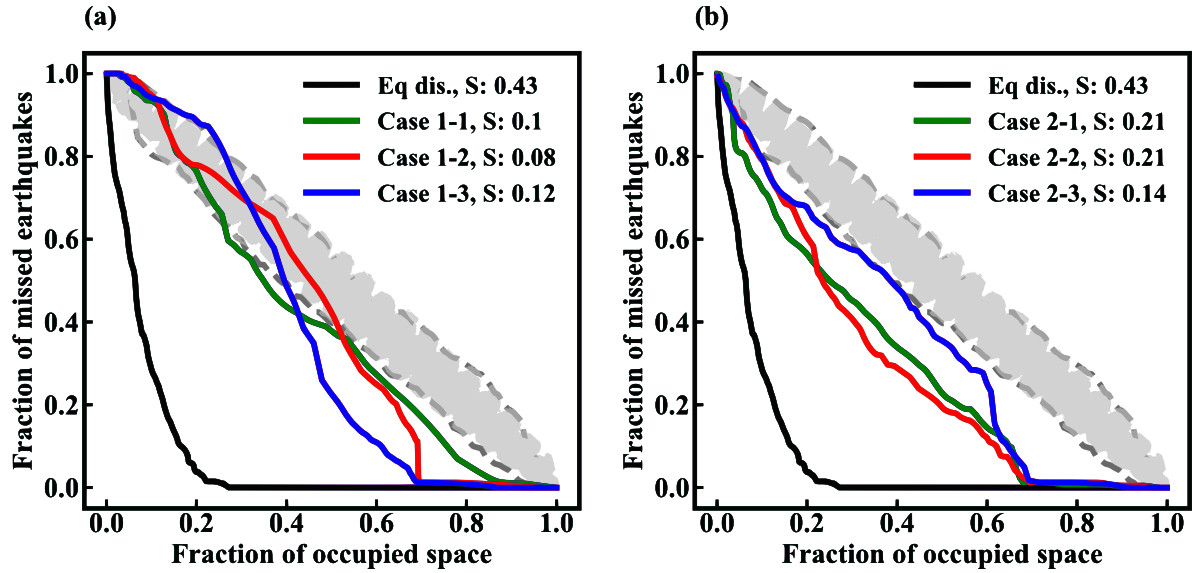 (a)
Fraction of missed earthquakes
1.0
0.8
0.6
0.4
0.2
0.0
0.0 0.2 0.4 0.6 0.8 1.0
Fraction of occupied space
Eq dis., S: 0.43
Case 1-1, S: 0.1
Case 1-2, S: 0.08
Case 1-3, S: 0.12
(b)
Fraction of missed earthquakes
1.0
0.8
0.6
0.4
0.2
0.0
0.0 0.2 0.4 0.6 0.8 1.0
Fraction of occupied space
Eq dis., S: 0.43
Case 2-1, S: 0.21
Case 2-2, S: 0.21
Case 2-3, S: 0.14